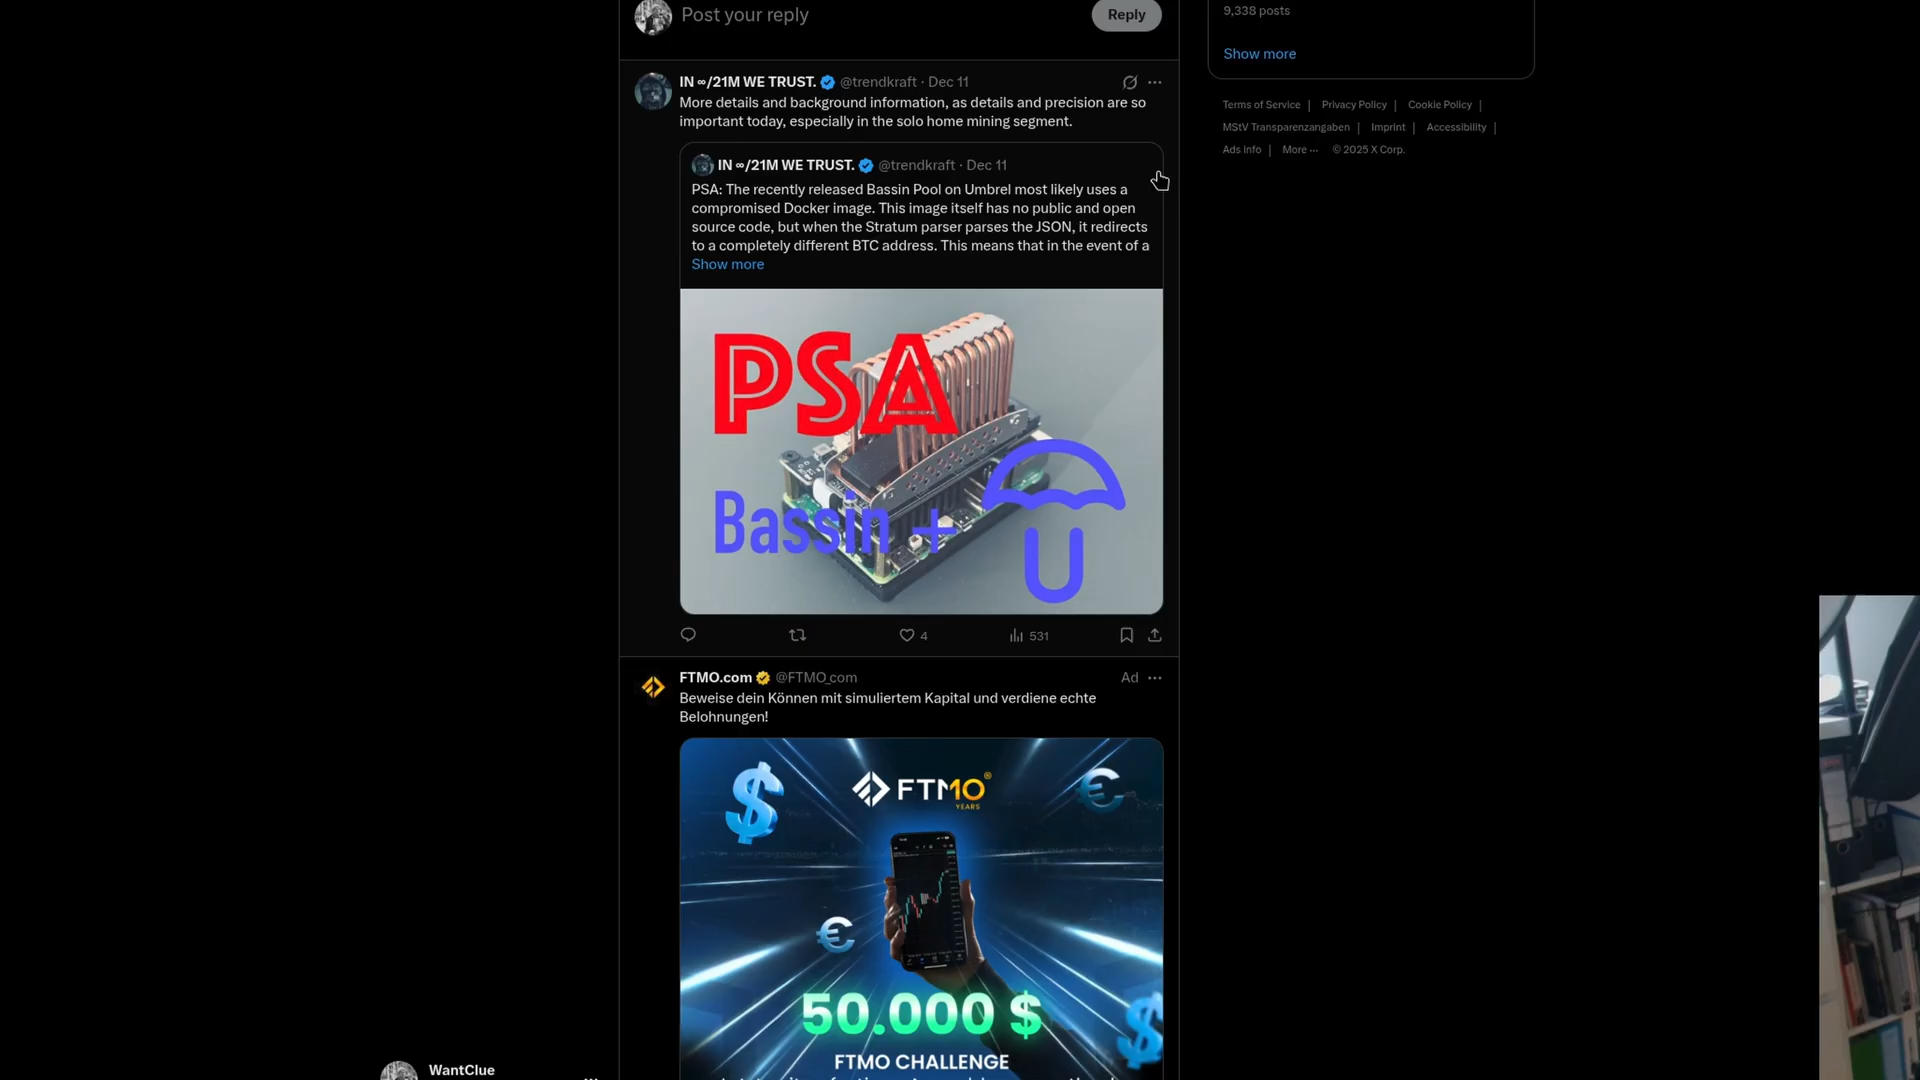 Post your reply
Reply
9,338 posts
Show more
Terms of Service | Privacy Policy | Cookie Policy |
MStV Transparenzangaben | Imprint | Accessibility |
Ads info | More ··· © 2025 X Corp.
IN ∞/21M WE TRUST. @trendkraft · Dec 11
More details and background information, as details and precision are so
important today, especially in the solo home mining segment.
IN ∞/21M WE TRUST. @trendkraft · Dec 11
PSA: The recently released Bassin Pool on Umbrel most likely uses a
compromised Docker image. This image itself has no public and open
source code, but when the Stratum parser parses the JSON, it redirects
to a completely different BTC address. This means that in the event of a
Show more
PSA
Bassin +
U
4
531
FTMO.com @FTMO_com
Ad
Beweise dein Können mit simuliertem Kapital und verdiene echte
Belohnungen!
FTMO®
YEARS
50.000 $
FTMO CHALLENGE
WantClue